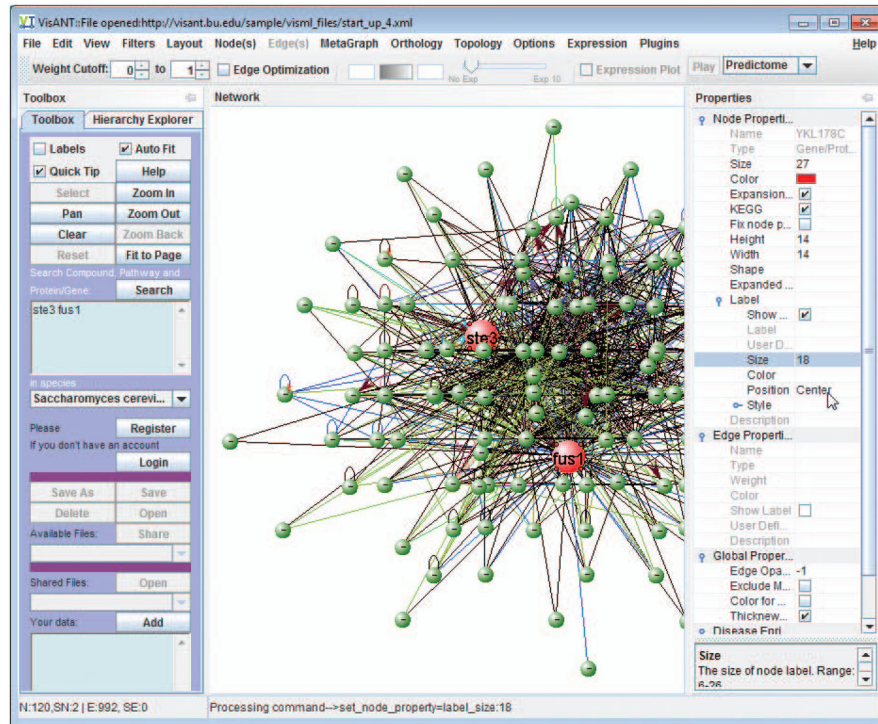 VisANT::File opened:http://visant.bu.edu/sample/visml_files/start_up_4.xml
File Edit View Filters Layout Node(s) Edge(s) MetaGraph Orthology Topology Options Expression Plugins Help
Weight Cutoff: 0 to 1 Edge Optimization No Exp Exp 10 Expression Plot Play Predictome
Toolbox
Toolbox Hierarchy Explorer
Labels Auto Fit
Quick Tip Help
Select Zoom In
Pan Zoom Out
Clear Zoom Back
Reset Fit to Page
Search Compound, Pathway and
Protein/Gene: Search
ste3 fus1
in species
Saccharomyces cerevi...
Please Register
If you don't have an account
Login
Save As Save
Delete Open
Available Files: Share
Shared Files: Open
Your data: Add
Network
ste3
fus1
Properties
Node Properti...
Name YKL178C
Type Gene/Prot...
Size 27
Color
Expansion...
KEGG
Fix node p...
Height 14
Width 14
Shape
Expanded ...
Label
Show ...
Label
User D...
Size 18
Color
Position Center
Style
Description
Edge Properti...
Name
Type
Weight
Color
Show Label
User Defi...
Description
Global Proper...
Edge Opa... -1
Exclude M...
Color for ...
Thicknew...
Disease Enri
Size
The size of node label. Range:
6-26
N:120,SN:2 | E:992, SE:0 Processing command-->set_node_property=label_size:18